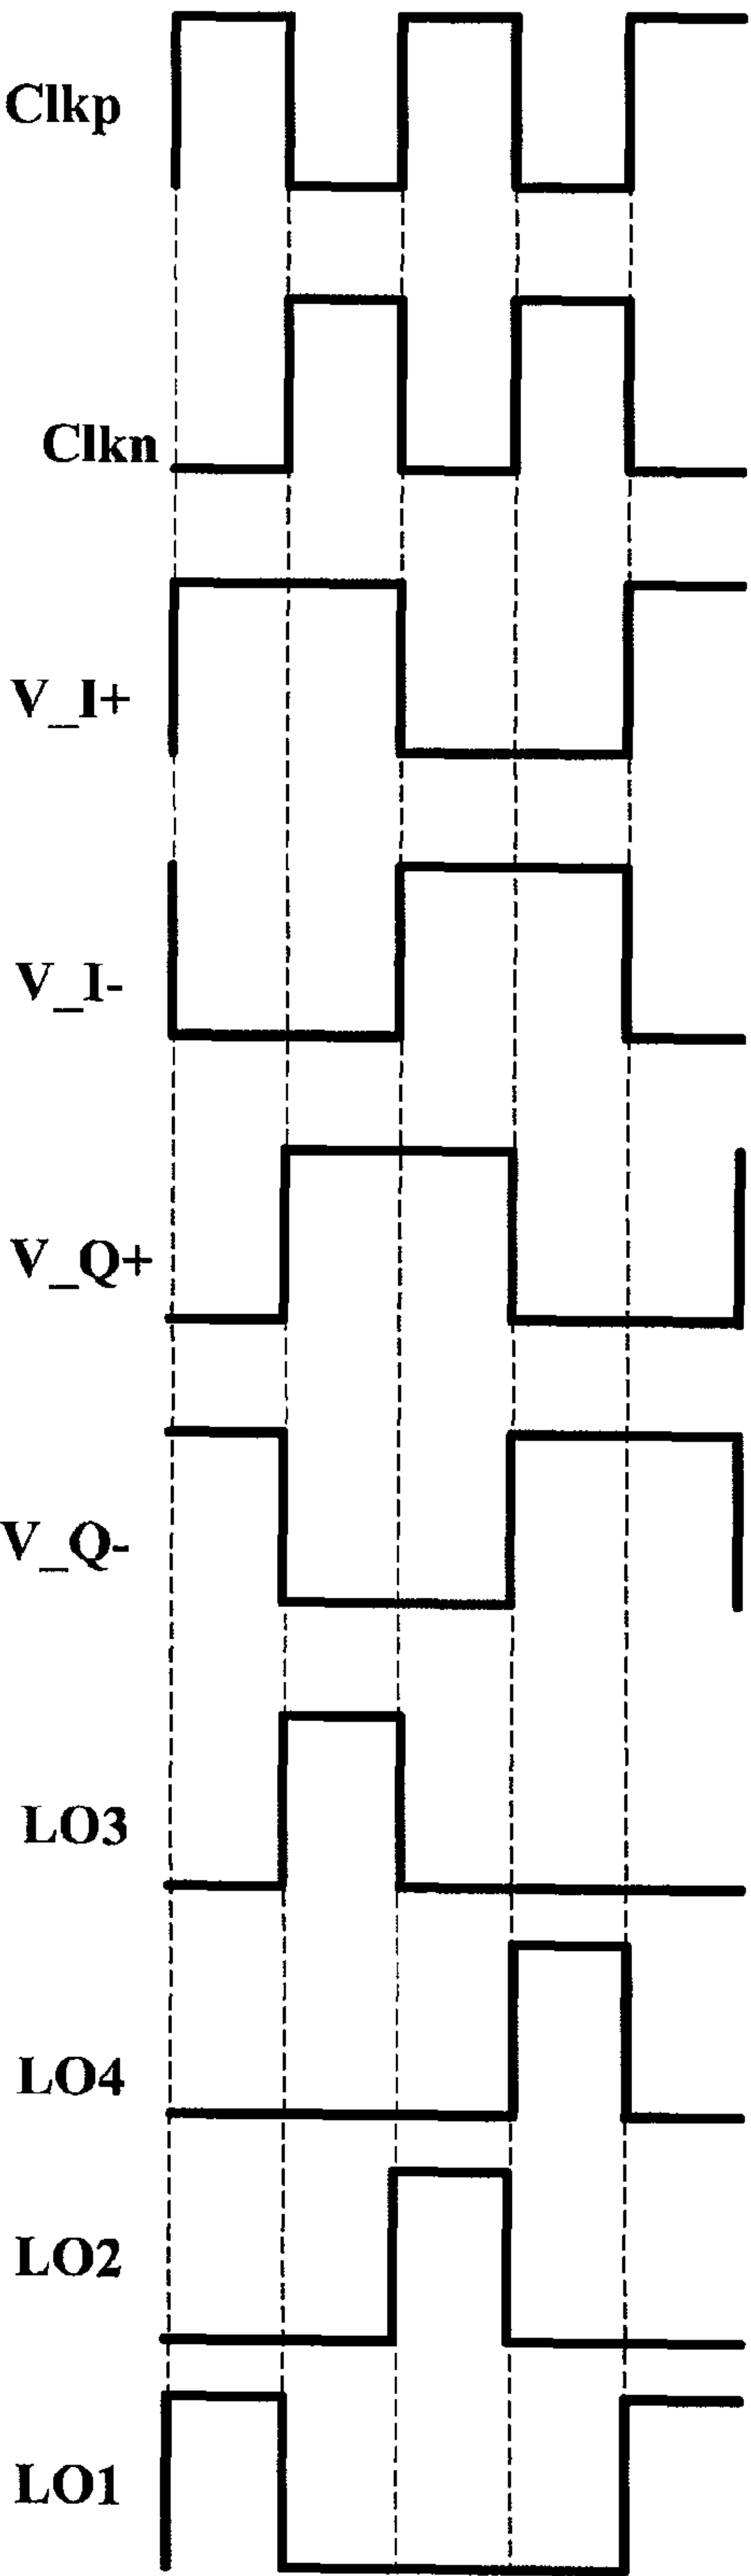 Clkp
Clkn
V_I+
V_I-
V_Q+
V_Q-
LO3
LO4
LO2
LO1